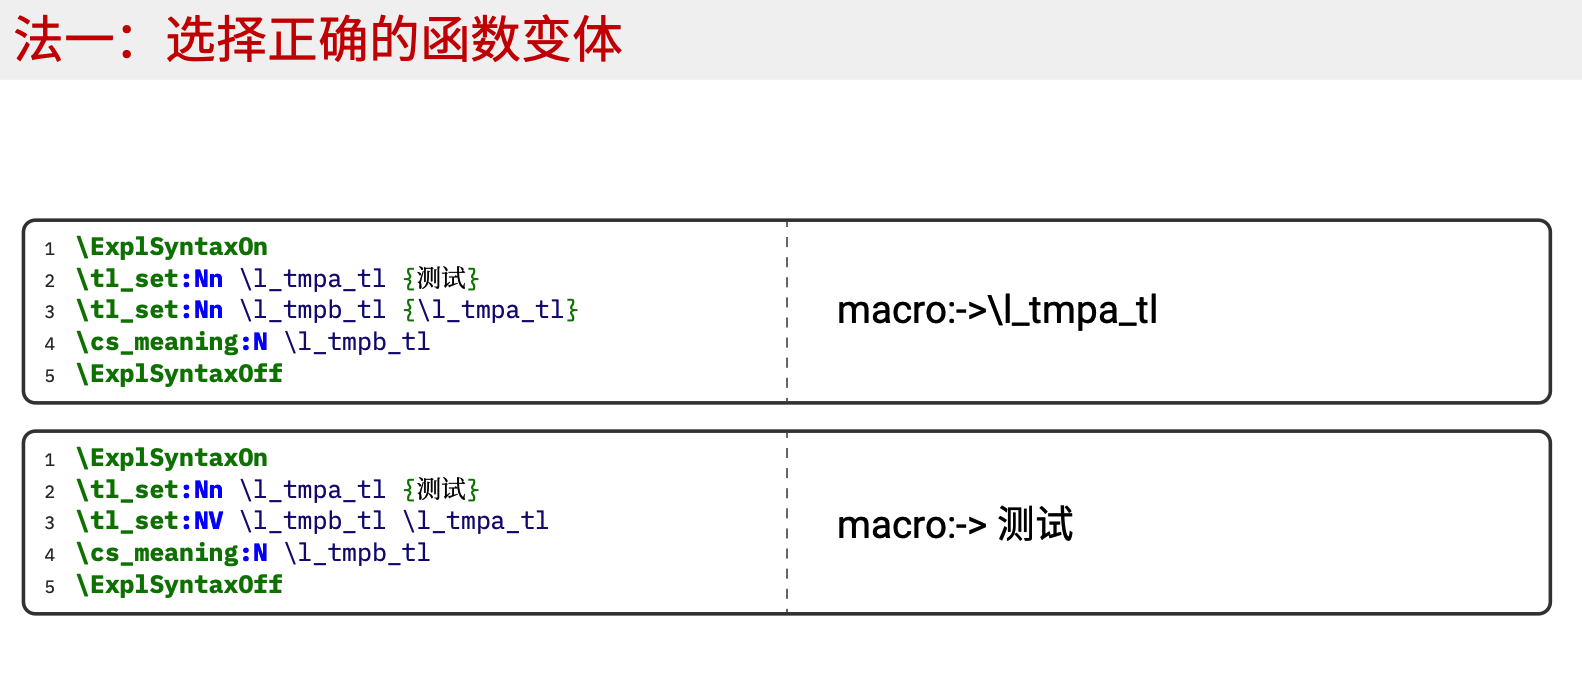 法一：选择正确的函数变体
1 \ExplSyntaxOn
2 \tl_set:Nn \l_tmpa_tl {测试}
3 \tl_set:Nn \l_tmpb_tl {\l_tmpa_tl}
4 \cs_meaning:N \l_tmpb_tl
5 \ExplSyntaxOff
macro:->\l_tmpa_tl
1 \ExplSyntaxOn
2 \tl_set:Nn \l_tmpa_tl {测试}
3 \tl_set:NV \l_tmpb_tl \l_tmpa_tl
4 \cs_meaning:N \l_tmpb_tl
5 \ExplSyntaxOff
macro:-> 测试